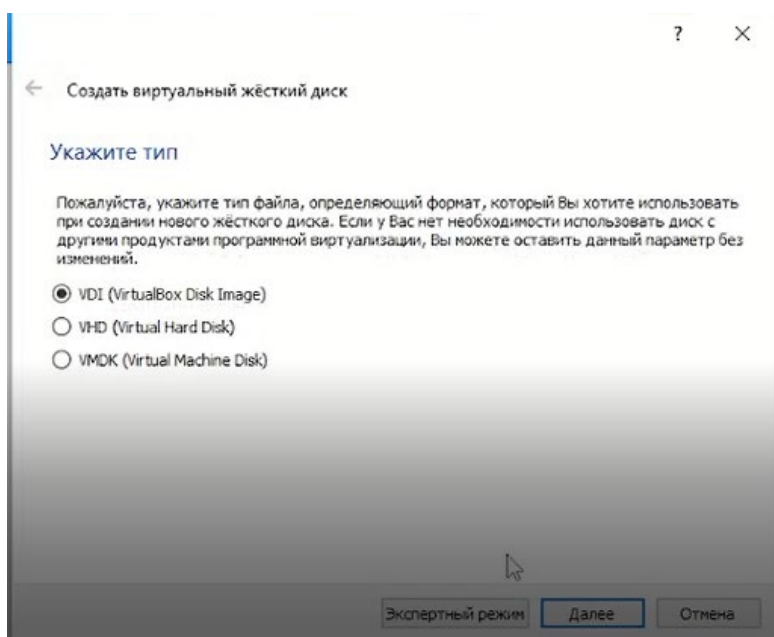 ?
Создать виртуальный жёсткий диск
Укажите тип
Пожалуйста, укажите тип файла, определяющий формат, который Вы хотите использовать
при создании нового жёсткого диска. Если у Вас нет необходимости использовать диск с
другими продуктами программной виртуализации, Вы можете оставить данный параметр без
изменений.
VDI (VirtualBox Disk Image)
VHD (Virtual Hard Disk)
VMDK (Virtual Machine Disk)
Экспертный режим Далее Отмена